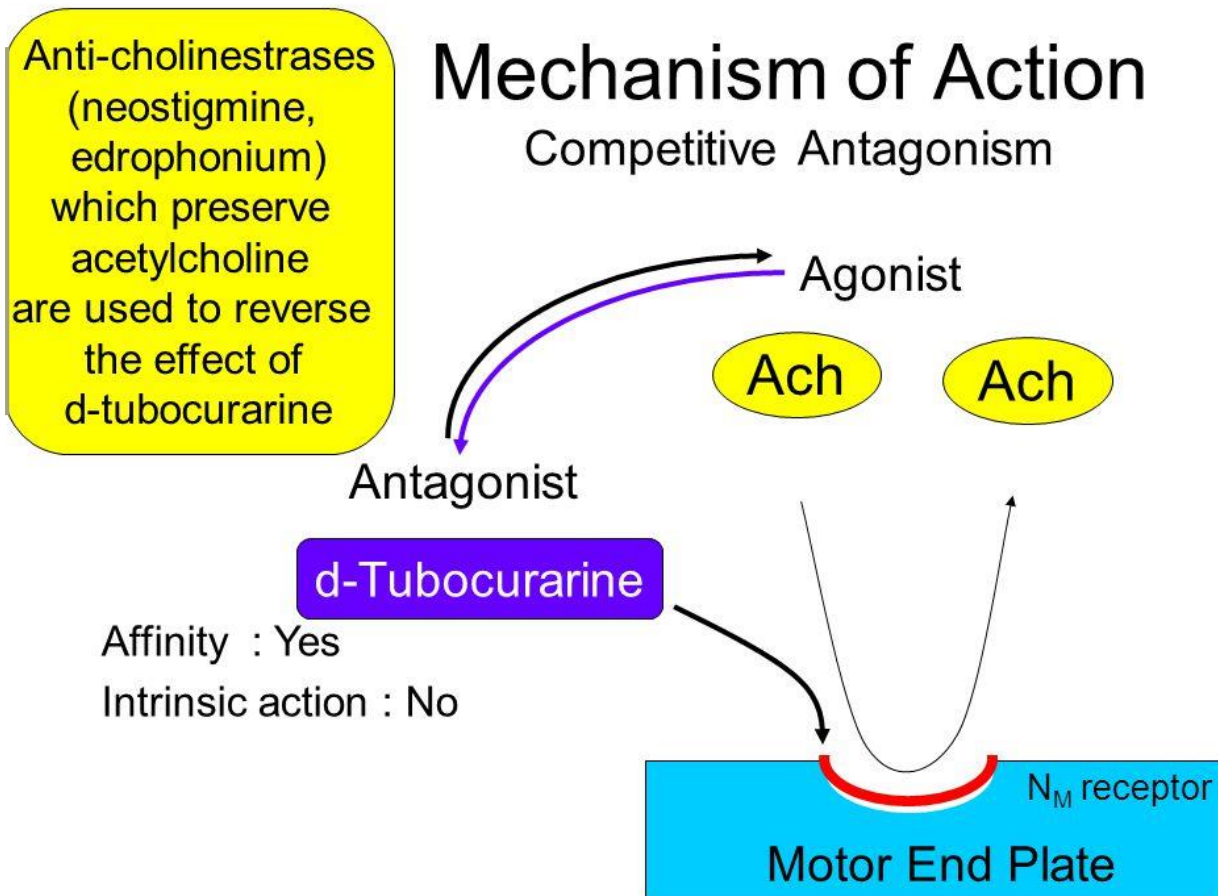 Anti-cholinestrases
(neostigmine,
edrophonium)
which preserve
acetylcholine
are used to reverse
the effect of
d-tubocurarine
Mechanism of Action
Competitive Antagonism
Agonist
Ach
Ach
Antagonist
d-Tubocurarine
Affinity : Yes
Intrinsic action : No
NM receptor
Motor End Plate